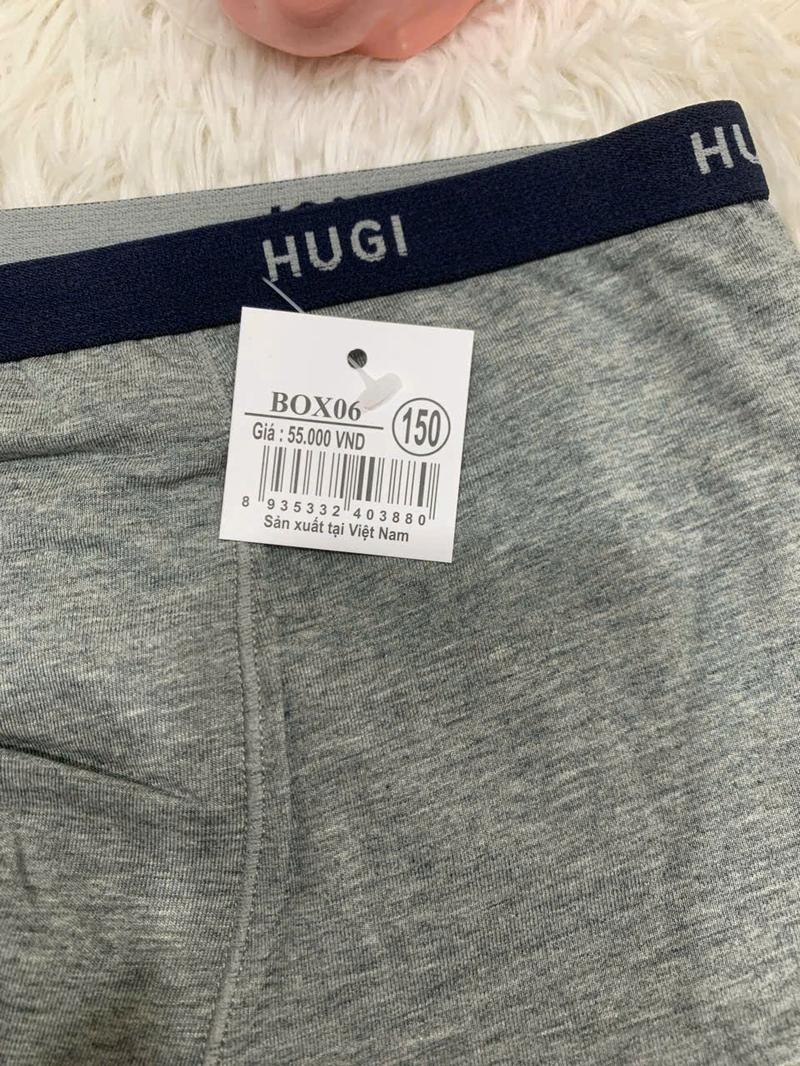 HU
HUGI
BOX06
Giá : 55.000 VND
150
8 935332 403880
Sản xuất tại Việt Nam